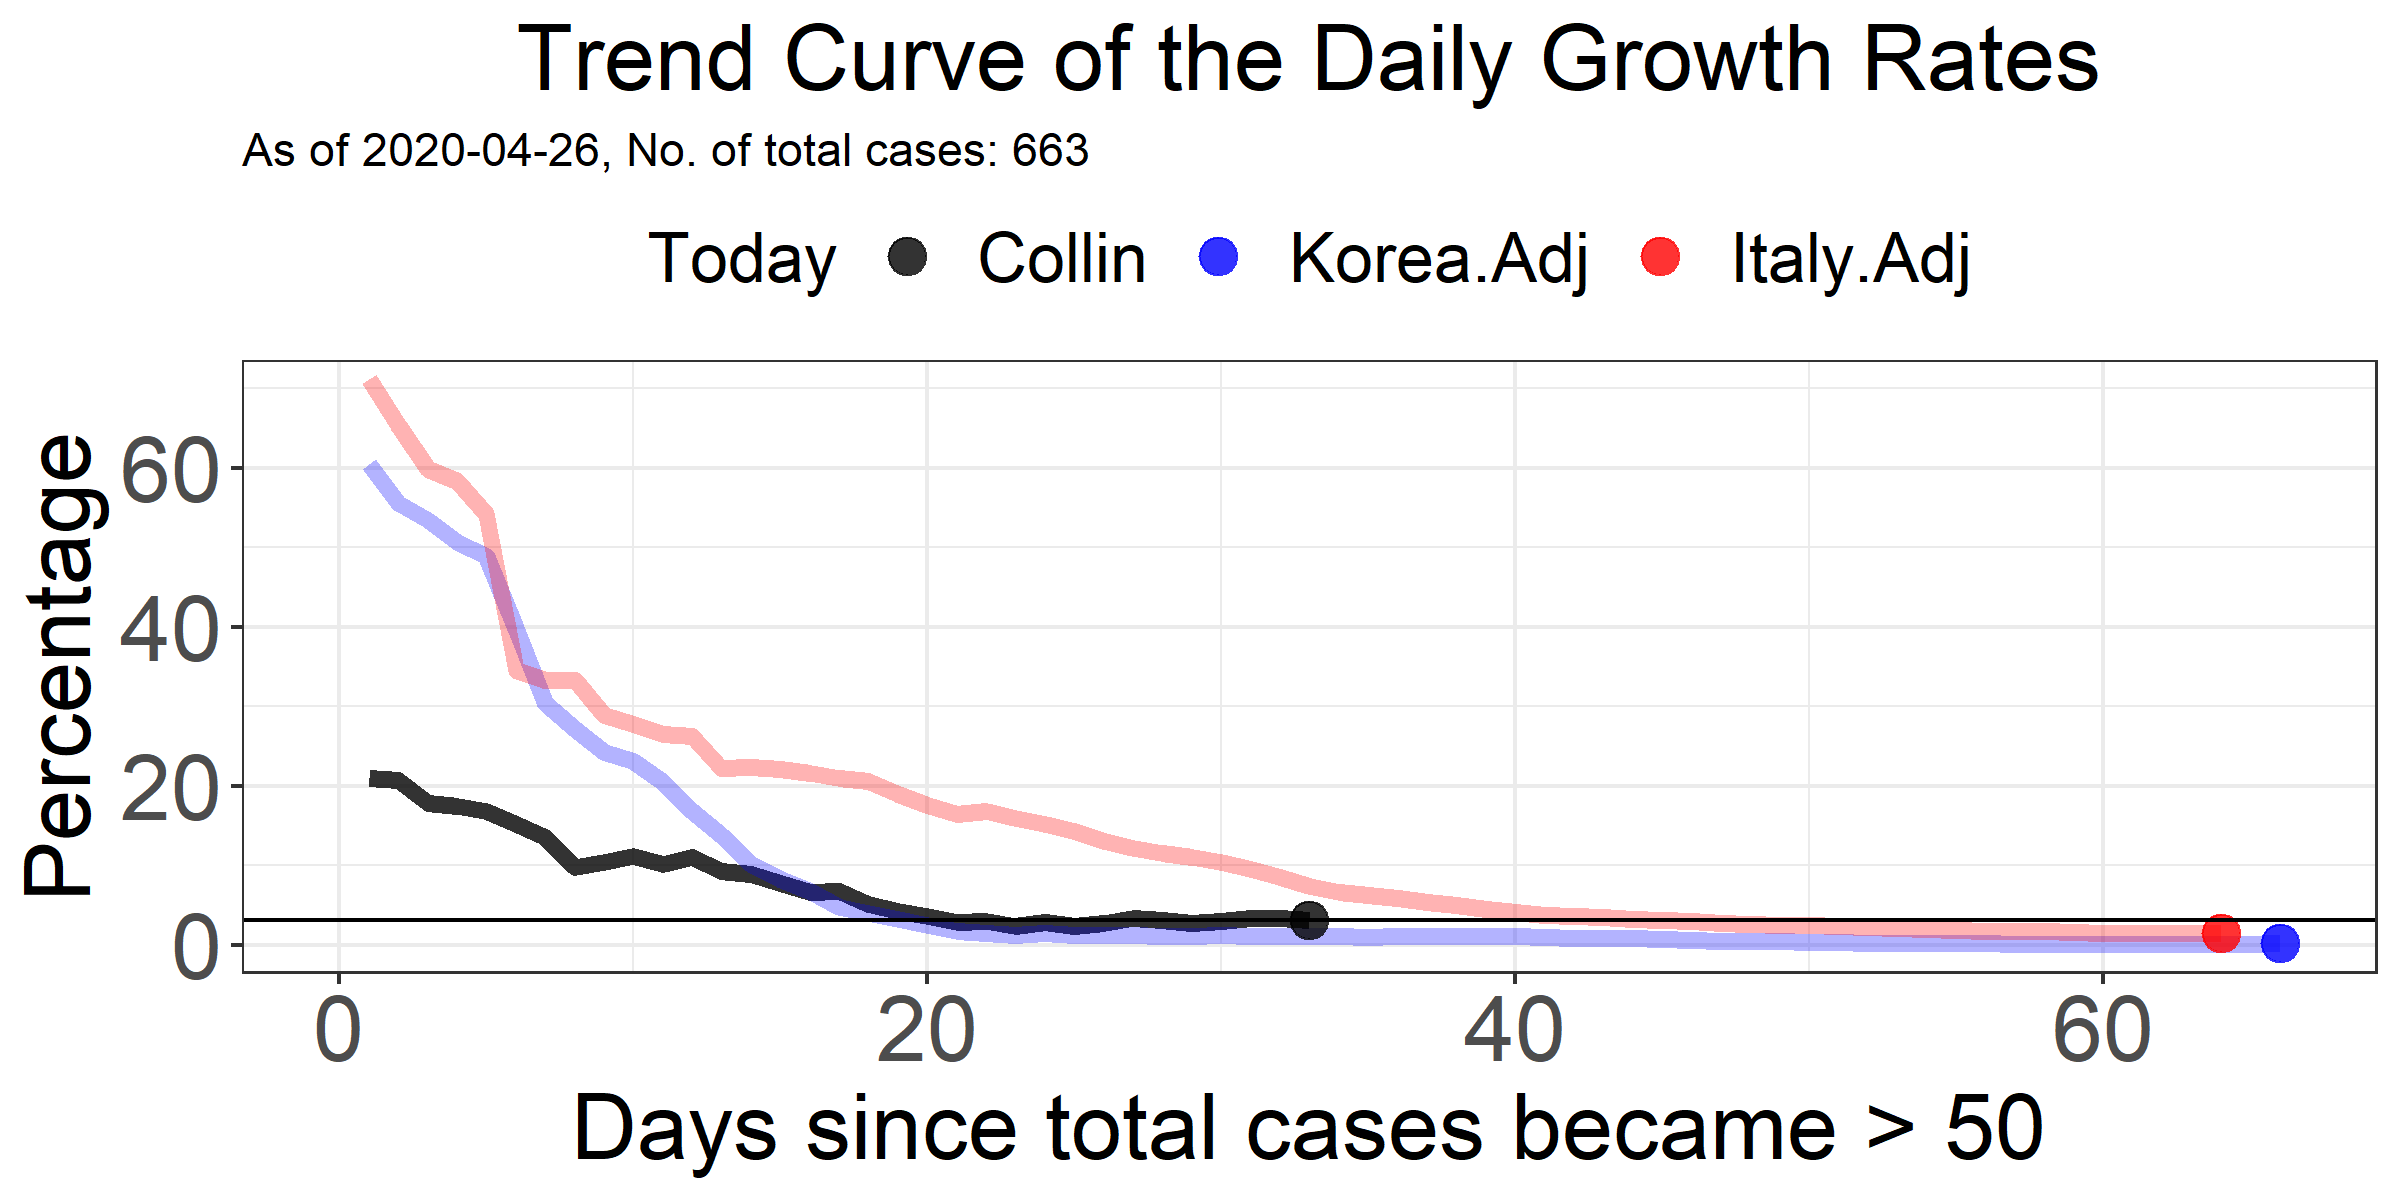 Trend Curve of the Daily Growth Rates
As of 2020-04-26, No. of total cases: 663
Today Collin Korea.Adj Italy.Adj
Percentage
60
40
20
0
0 20 40 60
Days since total cases became > 50